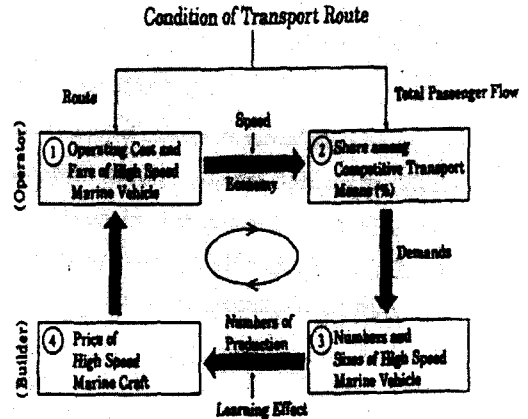 Condition of Transport Route
Route
Total Passenger Flow
(Operator)
1 Operating Cost and
Fare of High Speed
Marine Vehicle
Speed
Economy
2 Share among
Competitive Transport
Means (%)
Demands
(Builder)
4 Price of
High Speed
Marine Craft
Numbers of
Production
Learning Effect
3 Numbers and
Sizes of High Speed
Marine Vehicle